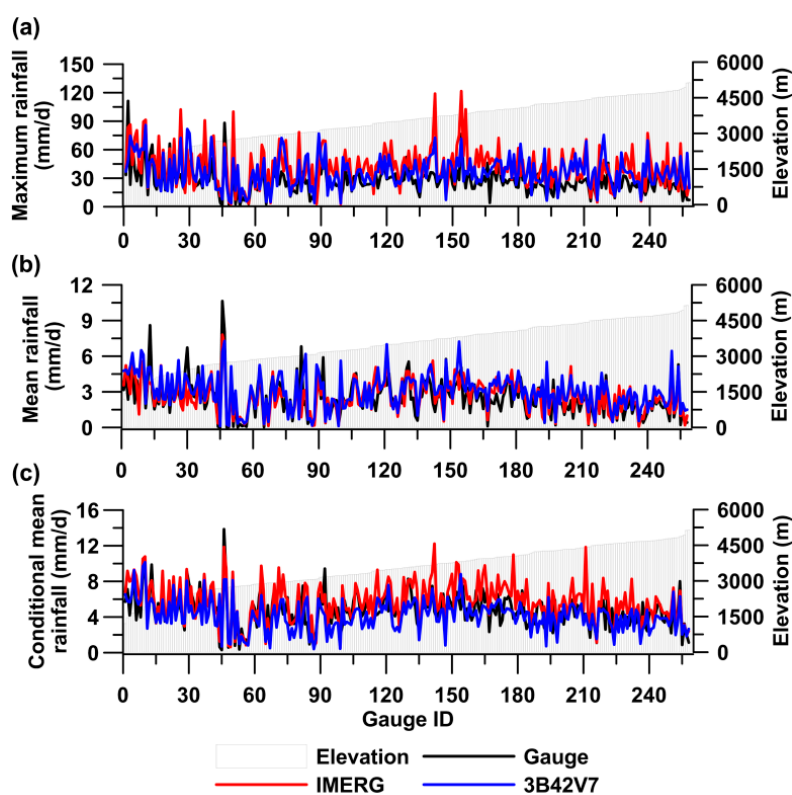 (a)
Maximum rainfall
(mm/d)
150
120
90
60
30
0
6000
4500
3000
1500
0
Elevation (m)
0 30 60 90 120 150 180 210 240
(b)
Mean rainfall
(mm/d)
12
9
6
3
0
6000
4500
3000
1500
0
Elevation (m)
0 30 60 90 120 150 180 210 240
(c)
Conditional mean
rainfall (mm/d)
16
12
8
4
0
6000
4500
3000
1500
0
Elevation (m)
0 30 60 90 120 150 180 210 240
Gauge ID
Elevation Gauge
IMERG 3B42V7